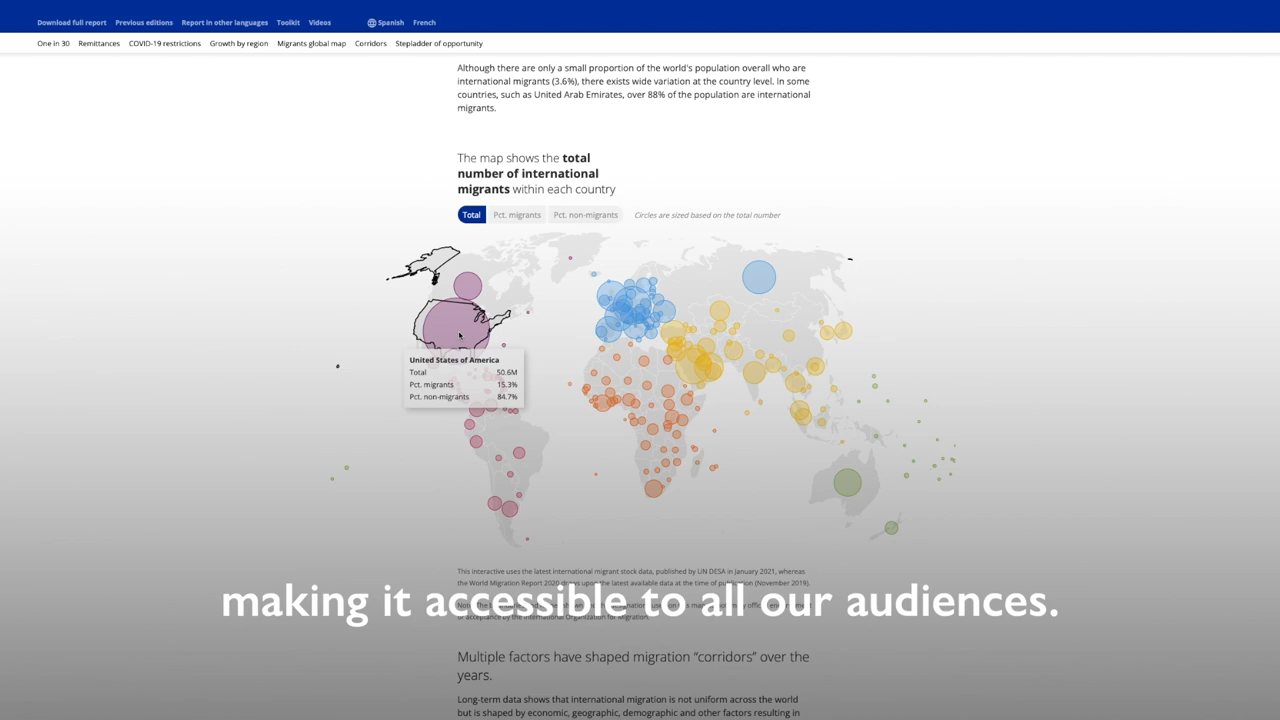 Download full report Previous editions Report in other languages Toolkit Videos Spanish French
One in 30 Remittances COVID-19 restrictions Growth by region Migrants global map Corridors Stepladder of opportunity
Although there are only a small proportion of the world's population overall who are
international migrants (3.6%), there exists wide variation at the country level. In some
countries, such as United Arab Emirates, over 88% of the population are international
migrants.
The map shows the total
number of international
migrants within each country
Total Pct. migrants Pct. non-migrants Circles are sized based on the total number
United States of America
Total 50.6M
Pct. migrants 15.3%
Pct. non-migrants 84.7%
This interactive uses the latest international migrant stock data, published by UN DESA in January 2021, whereas
the World Migration Report 2020 draws upon the latest available data at the time of publication (November 2019).
or acceptance by the International Organization for Migration.
making it accessible to all our audiences.
Multiple factors have shaped migration “corridors” over the
years.
Long-term data shows that international migration is not uniform across the world
but is shaped by economic, geographic, demographic and other factors resulting in